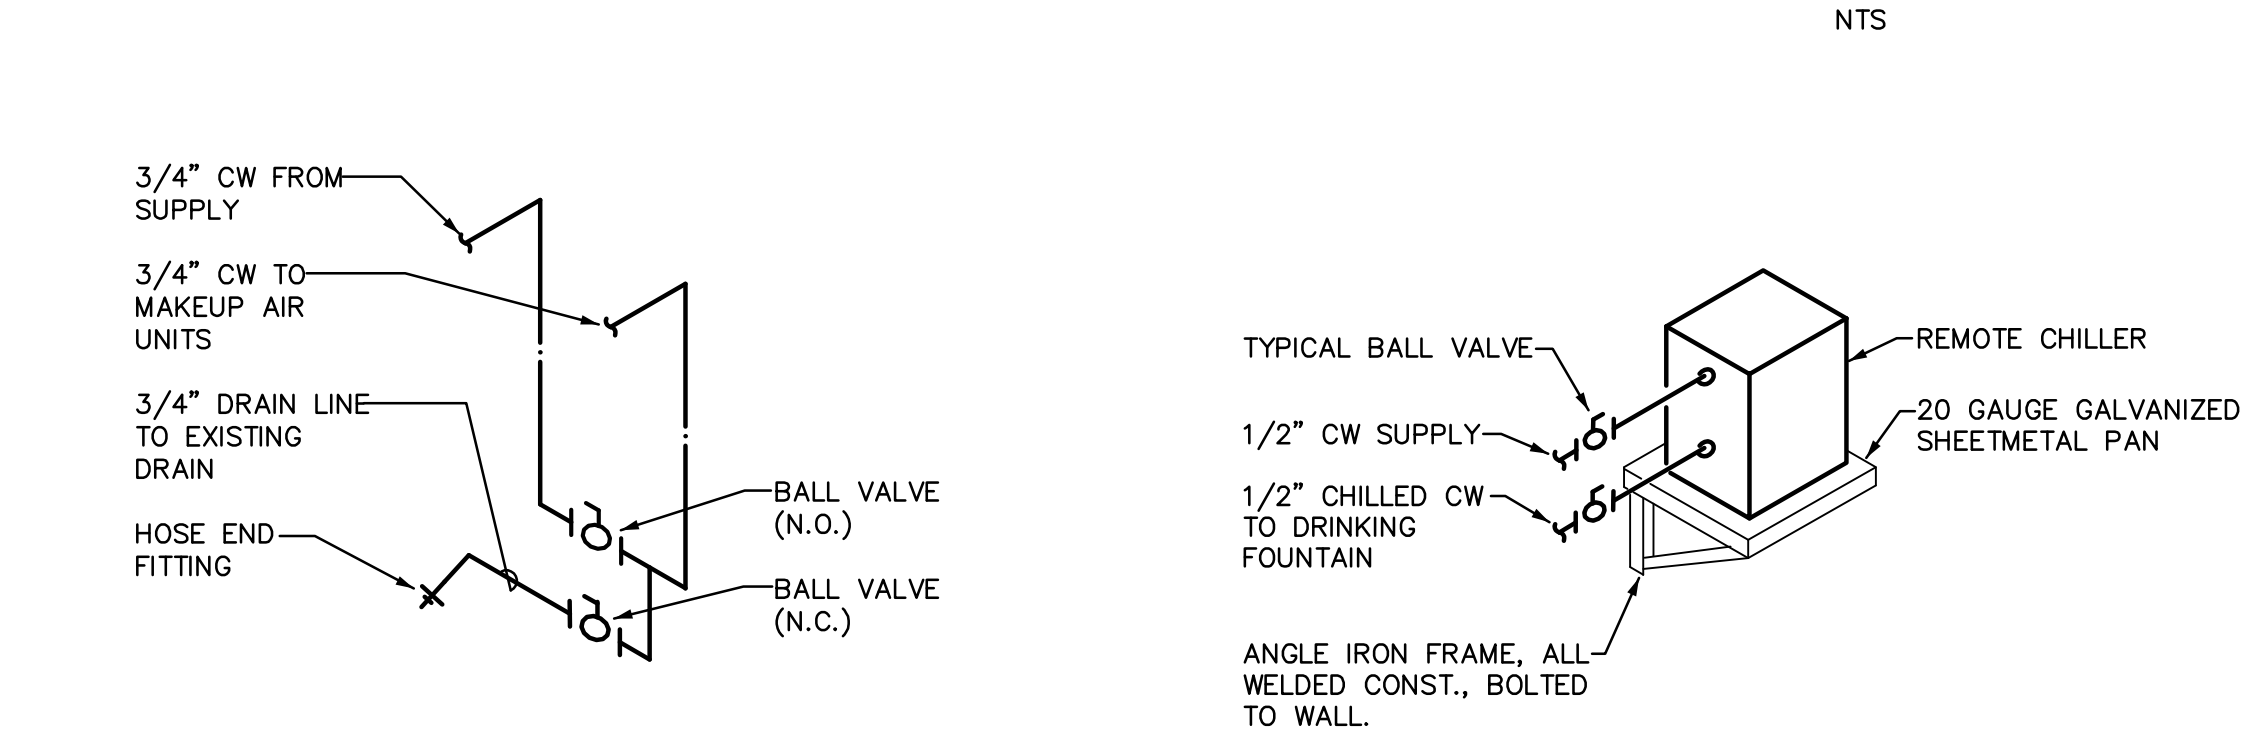 NTS
3/4” CW FROM
SUPPLY
3/4” CW TO
MAKEUP AIR
UNITS
3/4” DRAIN LINE
TO EXISTING
DRAIN
HOSE END
FITTING
BALL VALVE
(N.O.)
BALL VALVE
(N.C.)
TYPICAL BALL VALVE
1/2” CW SUPPLY
1/2” CHILLED CW
TO DRINKING
FOUNTAIN
ANGLE IRON FRAME, ALL
WELDED CONST., BOLTED
TO WALL.
REMOTE CHILLER
20 GAUGE GALVANIZED
SHEETMETAL PAN